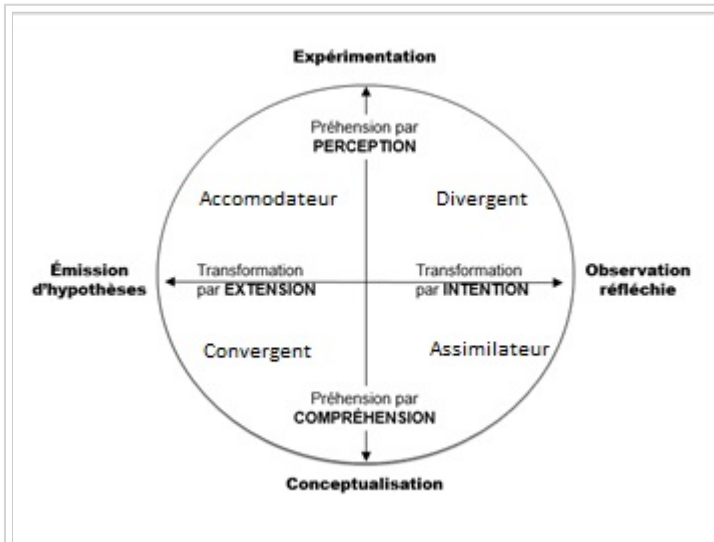 Expérimentation
Préhension par
PERCEPTION
Accomodateur
Divergent
Émission
d'hypothèses
Transformation
par EXTENSION
Transformation
par INTENTION
Observation
réfléchie
Convergent
Assimilateur
Préhension par
COMPRÉHENSION
Conceptualisation